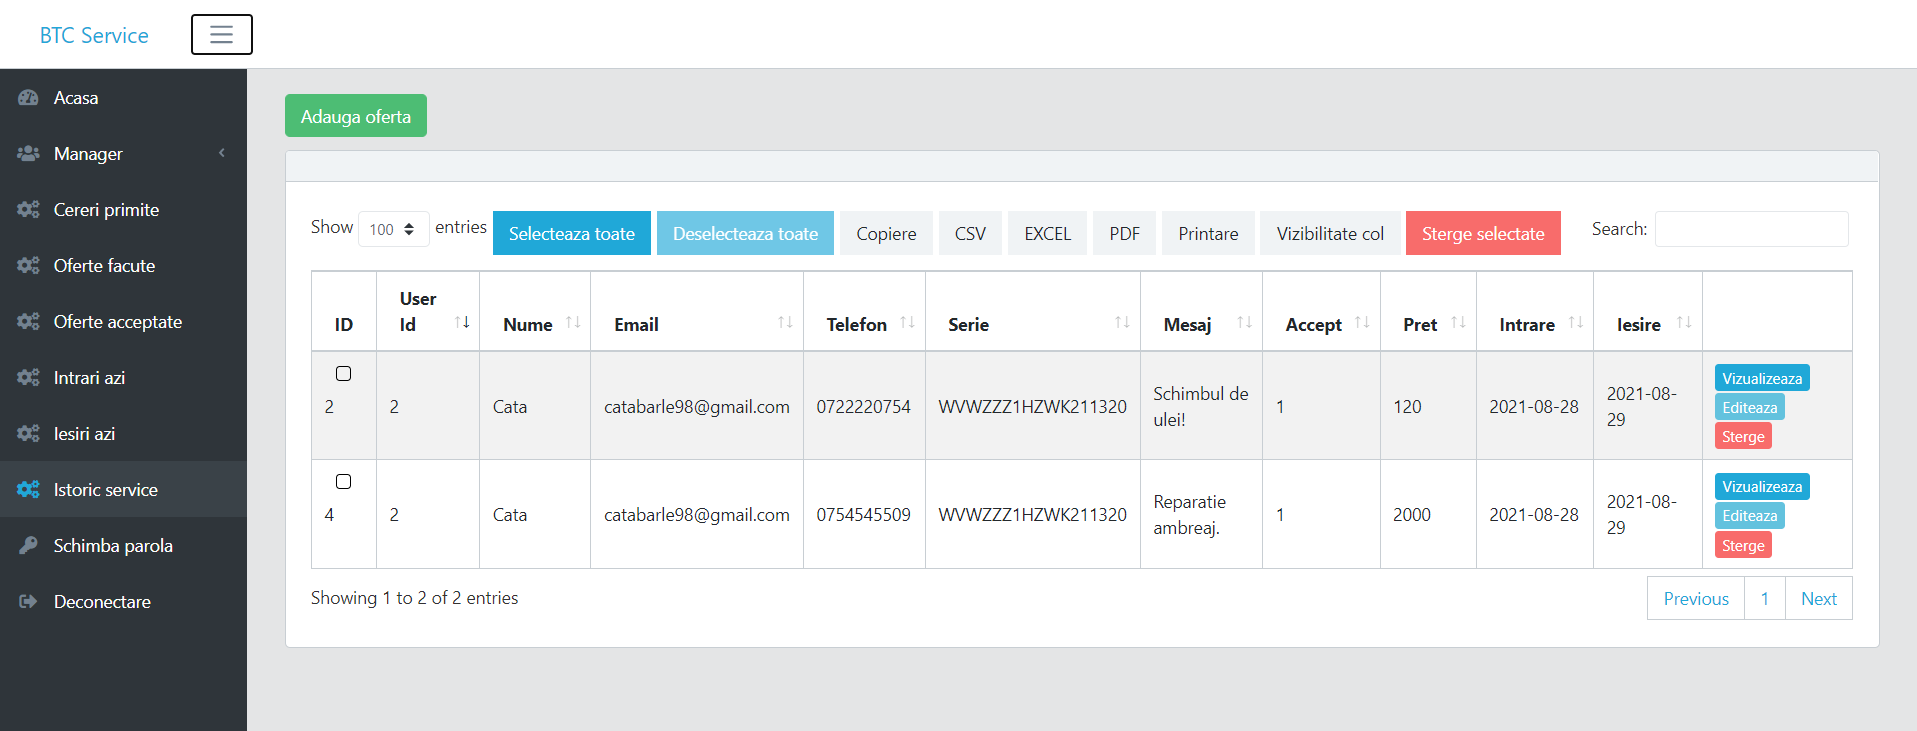 BTC Service
Acasa
Manager
Cereri primite
Oferte facute
Oferte acceptate
Intrari azi
Iesiri azi
Istoric service
Schimba parola
Deconectare
Adauga oferta
Show 100 entries Selecteaza toate Deselecteaza toate Copiere CSV EXCEL PDF Printare Vizibilitate col Sterge selectate Search:
ID User Id Nume Email Telefon Serie Mesaj Accept Pret Intrare Iesire
2 2 Cata catabarle98@gmail.com 0722220754 WVWZZZ1HZWK211320 Schimbul de ulei! 1 120 2021-08-28 2021-08-29 Vizualizeaza Editeaza Sterge
4 2 Cata catabarle98@gmail.com 0754545509 WVWZZZ1HZWK211320 Reparatie ambreaj. 1 2000 2021-08-28 2021-08-29 Vizualizeaza Editeaza Sterge
Showing 1 to 2 of 2 entries
Previous 1 Next